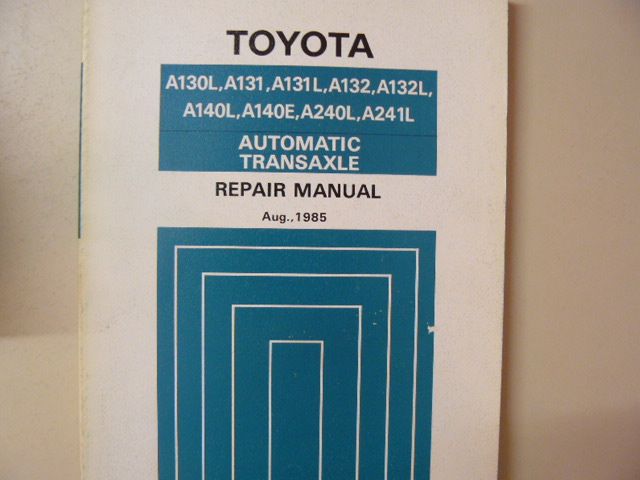 TOYOTA
A130L,A131,A131L,A132,A132L,
A140L,A140E,A240L,A241L
AUTOMATIC
TRANSAXLE
REPAIR MANUAL
Aug.,1985